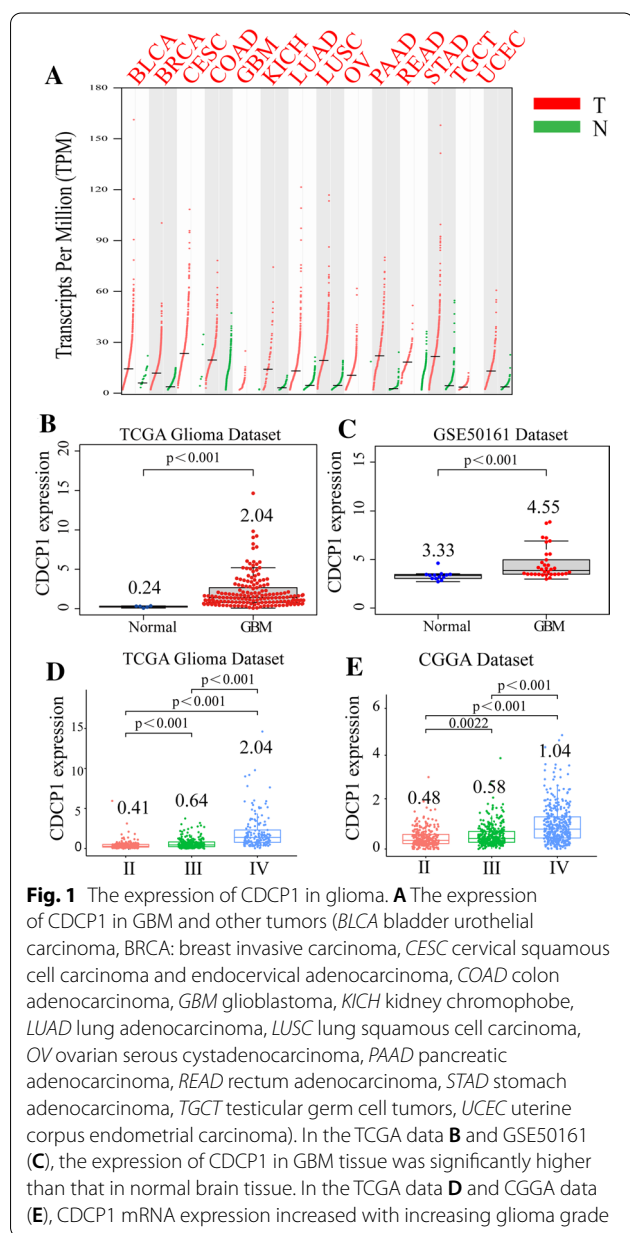 BLCA BRCA CESC COAD GBM KICH LUAD LUSC OV PAAD READ STAD TGCT UCEC
A
180
150
90
60
30
0
Transcripts Per Million (TPM)
T
N
B
TCGA Glioma Dataset
p<0.001
20
15
10
5
0
CDCP1 expression
0.24
2.04
Normal GBM
C
GSE50161 Dataset
p<0.001
15
10
5
0
CDCP1 expression
3.33
4.55
Normal GBM
D
TCGA Glioma Dataset
p<0.001
p<0.001
p<0.001
15
10
5
0
CDCP1 expression
0.41
0.64
2.04
II III IV
E
CGGA Dataset
p<0.001
p<0.001
0.0022
6
4
2
0
CDCP1 expression
0.48
0.58
1.04
II III IV
Fig. 1 The expression of CDCP1 in glioma. A The expression
of CDCP1 in GBM and other tumors (BLCA bladder urothelial
carcinoma, BRCA: breast invasive carcinoma, CESC cervical squamous
cell carcinoma and endocervical adenocarcinoma, COAD colon
adenocarcinoma, GBM glioblastoma, KICH kidney chromophobe,
LUAD lung adenocarcinoma, LUSC lung squamous cell carcinoma,
OV ovarian serous cystadenocarcinoma, PAAD pancreatic
adenocarcinoma, READ rectum adenocarcinoma, STAD stomach
adenocarcinoma, TGCT testicular germ cell tumors, UCEC uterine
corpus endometrial carcinoma). In the TCGA data B and GSE50161
(C), the expression of CDCP1 in GBM tissue was significantly higher
than that in normal brain tissue. In the TCGA data D and CGGA data
(E), CDCP1 mRNA expression increased with increasing glioma grade